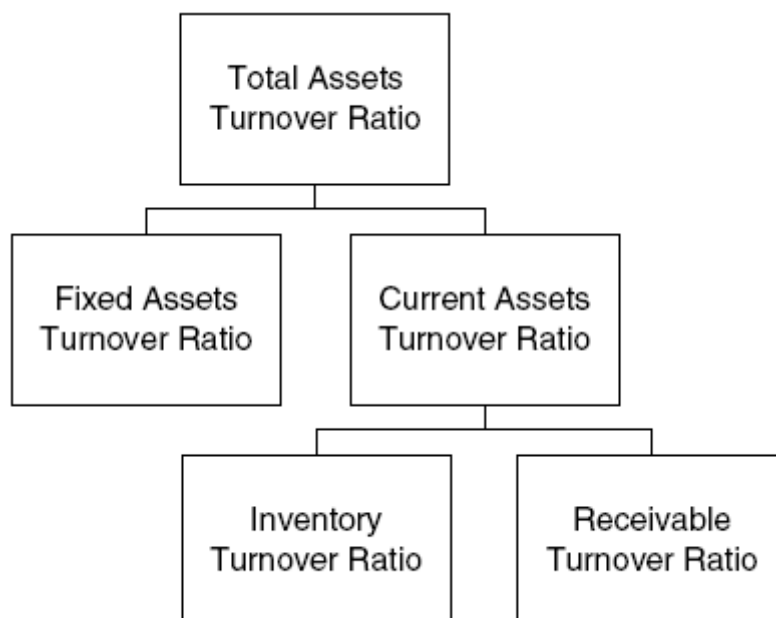 Total Assets
Turnover Ratio
Fixed Assets
Turnover Ratio
Current Assets
Turnover Ratio
Inventory
Turnover Ratio
Receivable
Turnover Ratio